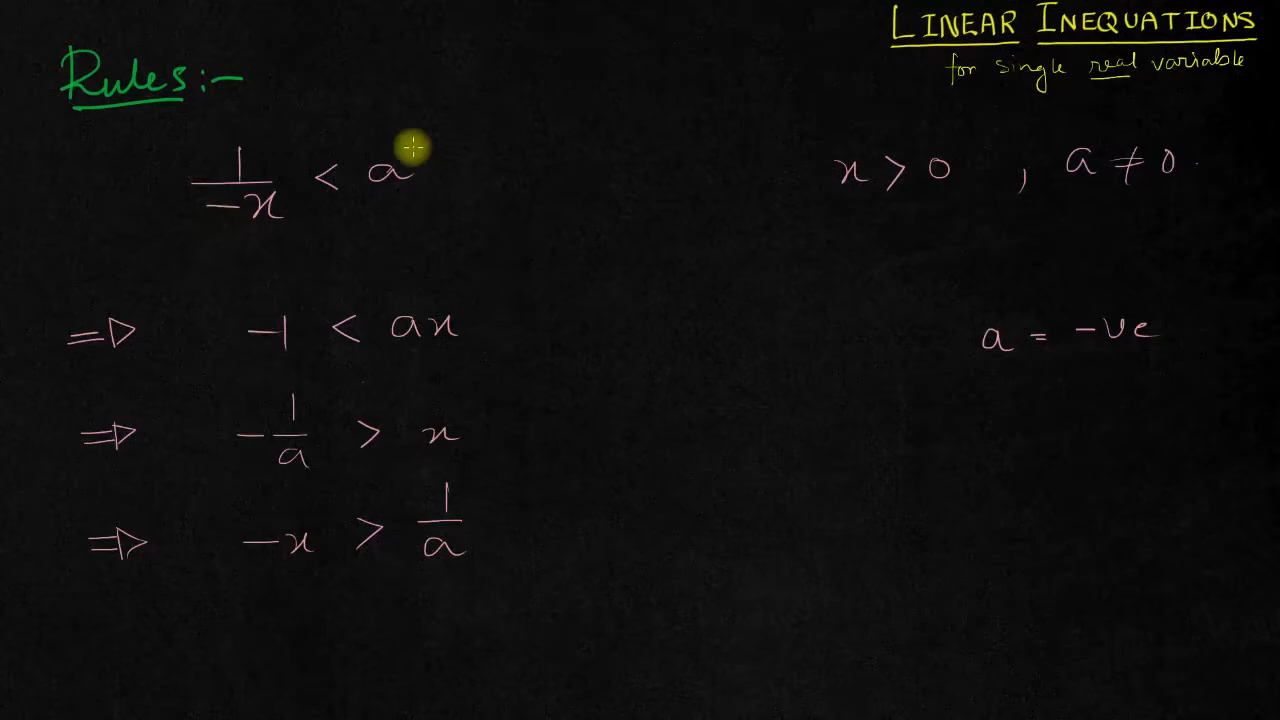 LINEAR INEQUATIONS
for single real variable
Rules:-
1/-x < a
x > 0 , a ≠ 0
=> -1 < ax
a = -ve
=> -1/a > x
=> -x > 1/a